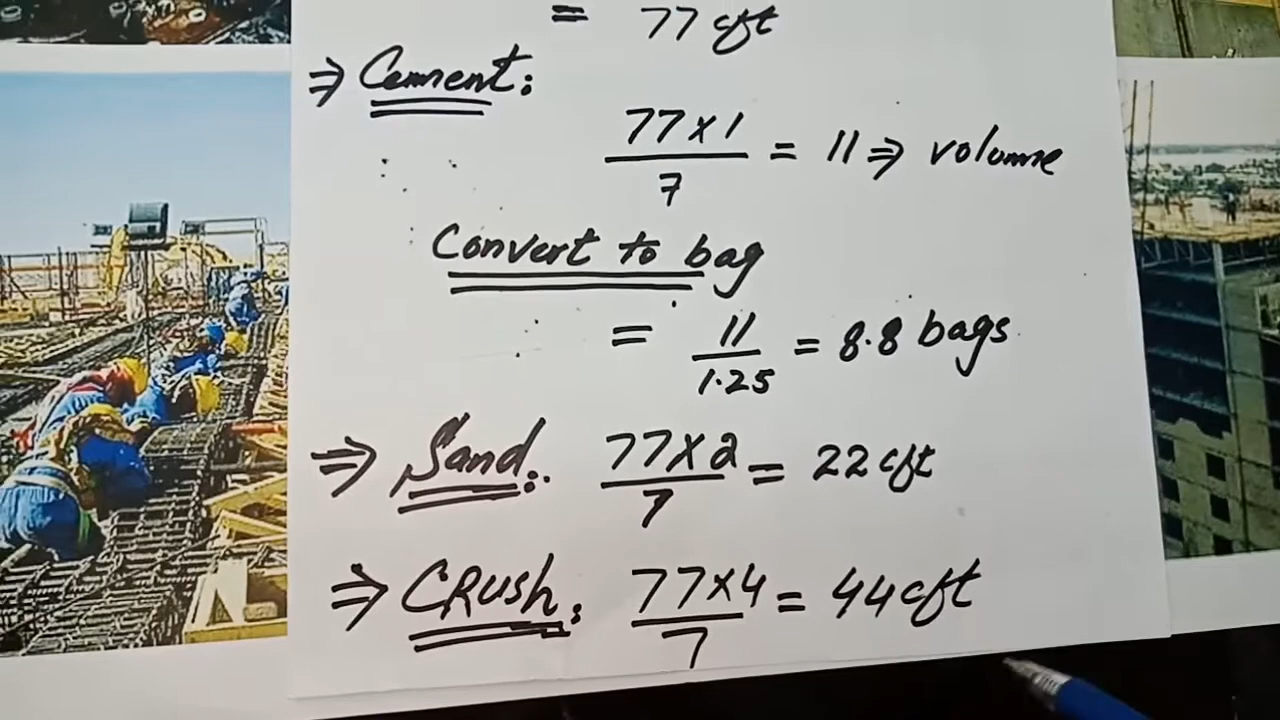 = 77 cft
⇒ Cement:
77×1/7 = 11 ⇒ volume
Convert to bag
= 11/1.25 = 8.8 bags
⇒ Sand: 77×2/7 = 22 cft
⇒ CRush: 77×4/7 = 44 cft